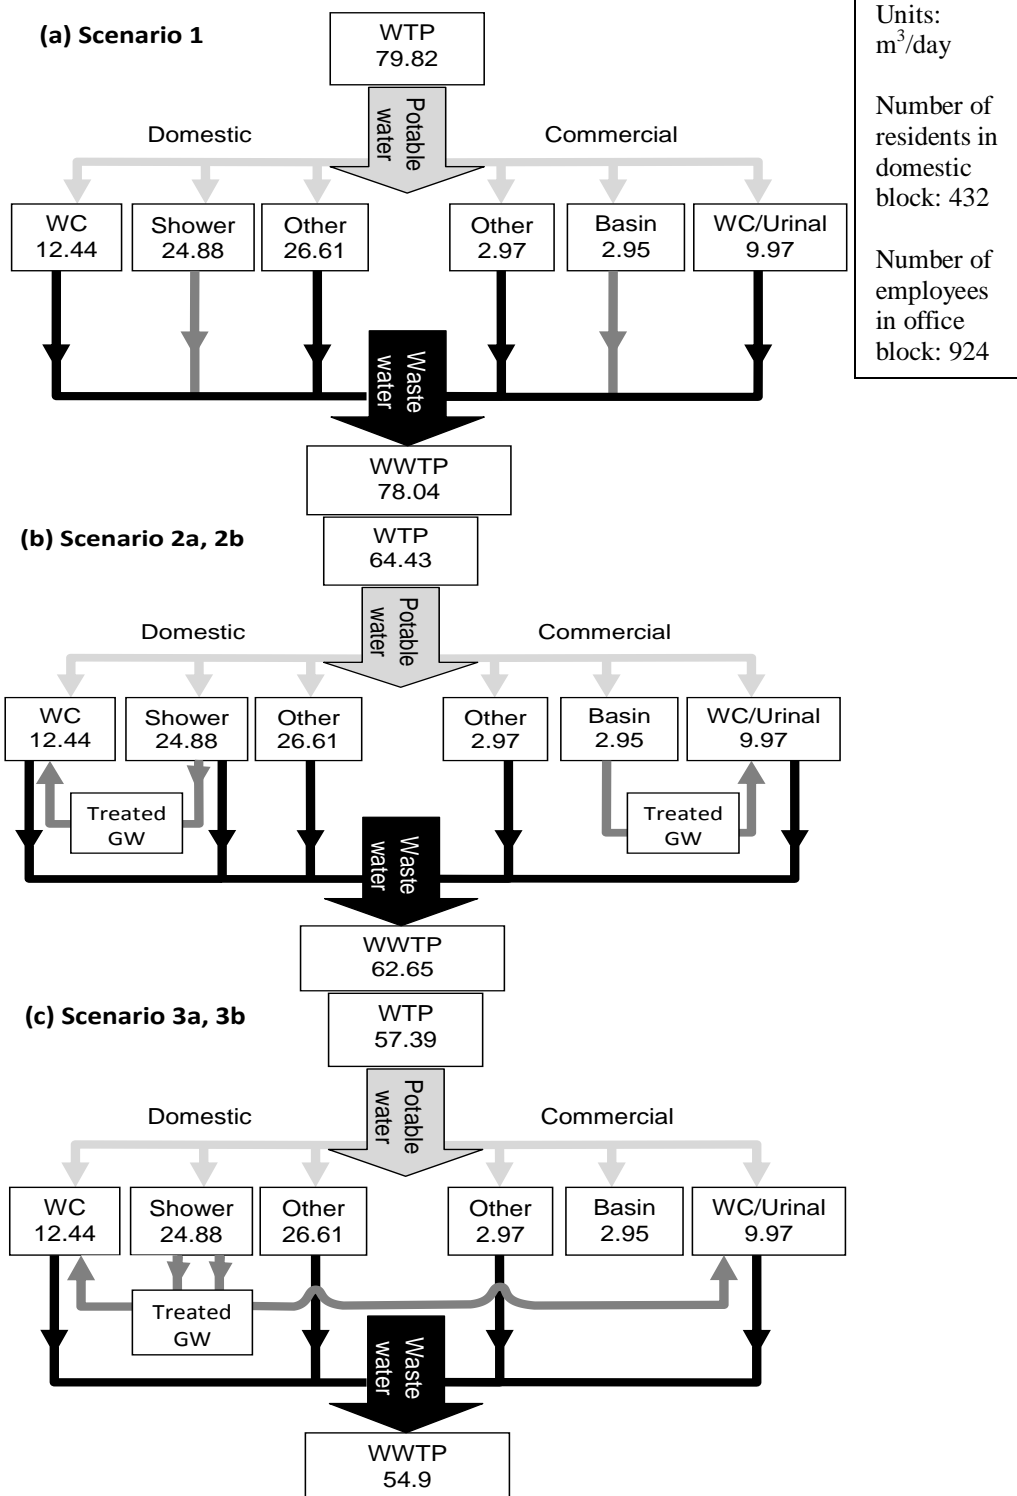 (a) Scenario 1
WTP
79.82
Potable
water
Domestic
Commercial
WC
12.44
Shower
24.88
Other
26.61
Other
2.97
Basin
2.95
WC/Urinal
9.97
Waste
water
WWTP
78.04
Units:
m³/day
Number of
residents in
domestic
block: 432
Number of
employees
in office
block: 924
(b) Scenario 2a, 2b
WTP
64.43
Potable
water
Domestic
Commercial
WC
12.44
Shower
24.88
Other
26.61
Other
2.97
Basin
2.95
WC/Urinal
9.97
Treated
GW
Treated
GW
Waste
water
WWTP
62.65
(c) Scenario 3a, 3b
WTP
57.39
Potable
water
Domestic
Commercial
WC
12.44
Shower
24.88
Other
26.61
Other
2.97
Basin
2.95
WC/Urinal
9.97
Treated
GW
Waste
water
WWTP
54.9